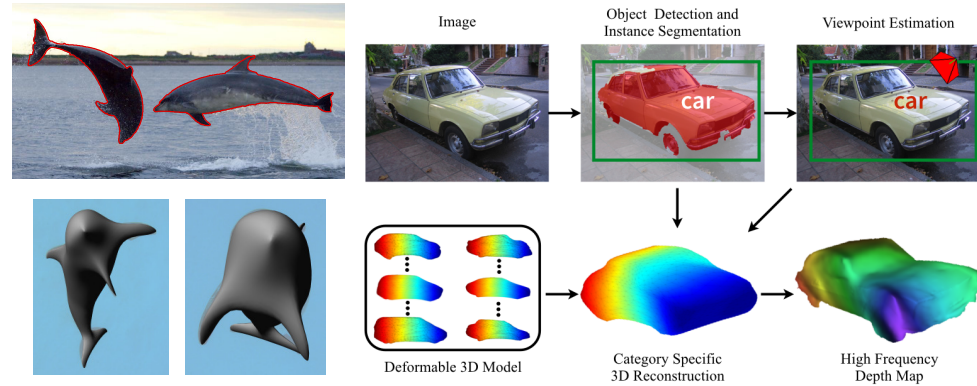 Image
Object Detection and
Instance Segmentation
Viewpoint Estimation
car
car
Deformable 3D Model
Category Specific
3D Reconstruction
High Frequency
Depth Map